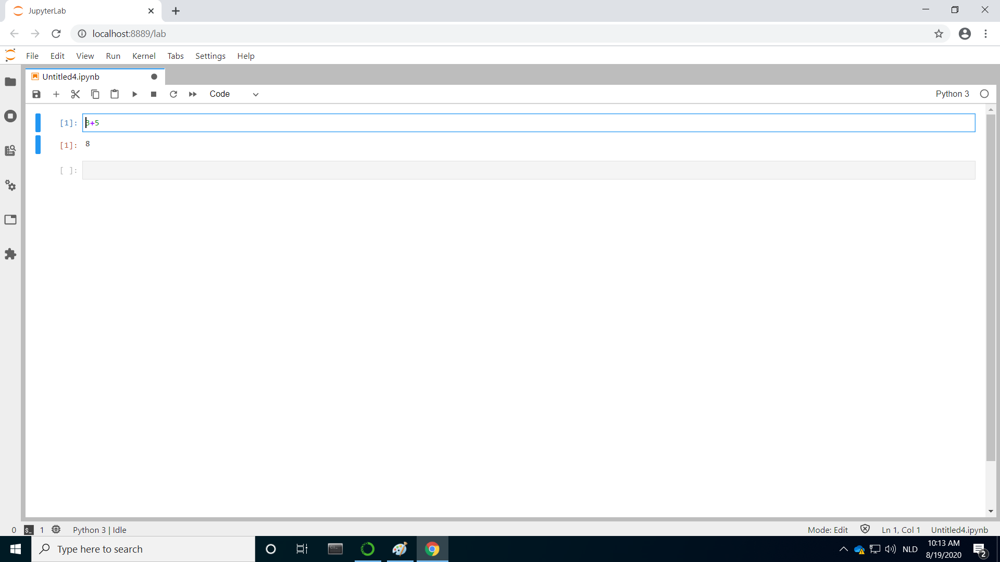 JupyterLab
localhost:8889/lab
File Edit View Run Kernel Tabs Settings Help
Untitled4.ipynb
Code Python 3
[1]: 3+5
[1]: 8
[ ]:
0 $_ 1 Python 3 | Idle Mode: Edit Ln 1, Col 1 Untitled4.ipynb
Type here to search NLD 10:13 AM
8/19/2020 2